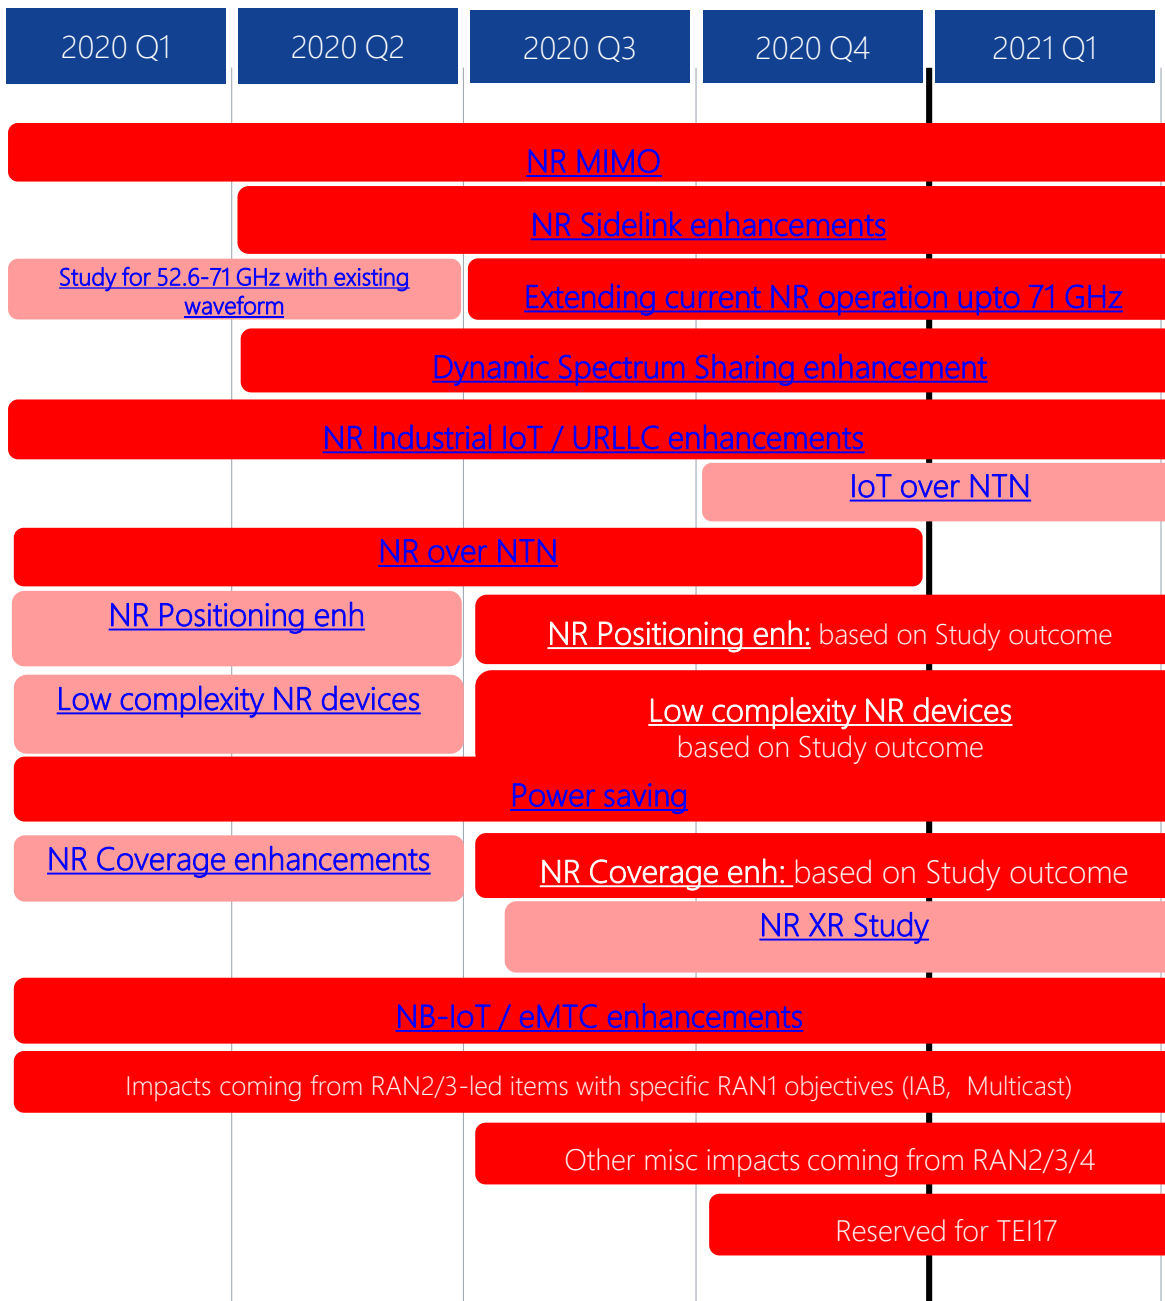 2020 Q1
2020 Q2
2020 Q3
2020 Q4
2021 Q1
NR MIMO
NR Sidelink enhancements
Study for 52.6-71 GHz with existing
waveform
Extending current NR operation upto 71 GHz
Dynamic Spectrum Sharing enhancement
NR Industrial IoT / URLLC enhancements
IoT over NTN
NR over NTN
NR Positioning enh
NR Positioning enh: based on Study outcome
Low complexity NR devices
Low complexity NR devices
based on Study outcome
Power saving
NR Coverage enhancements
NR Coverage enh: based on Study outcome
NR XR Study
NB-IoT / eMTC enhancements
Impacts coming from RAN2/3-led items with specific RAN1 objectives (IAB, Multicast)
Other misc impacts coming from RAN2/3/4
Reserved for TEI17